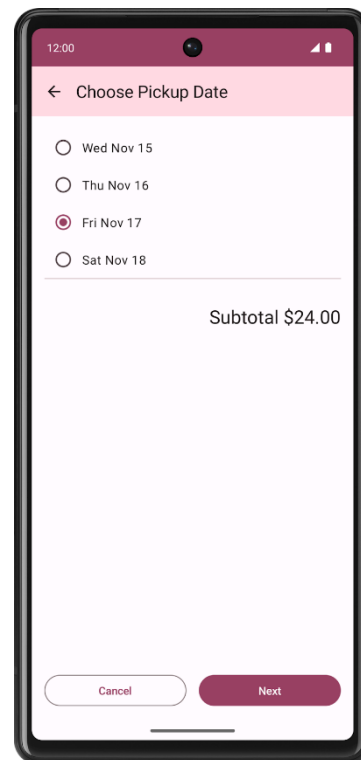 12:00
Choose Pickup Date
Wed Nov 15
Thu Nov 16
Fri Nov 17
Sat Nov 18
Subtotal $24.00
Cancel Next